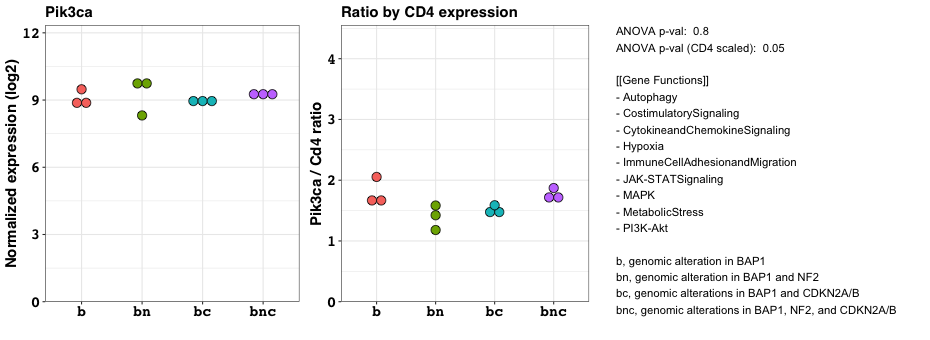 Pik3ca
Normalized expression (log2)
12
9
6
3
0
b bn bc bnc
Ratio by CD4 expression
Pik3ca / Cd4 ratio
4
3
2
1
0
b bn bc bnc
ANOVA p-val:  0.8
ANOVA p-val (CD4 scaled):  0.05
[[Gene Functions]]
- Autophagy
- CostimulatorySignaling
- CytokineandChemokineSignaling
- Hypoxia
- ImmuneCellAdhesionandMigration
- JAK-STATSignaling
- MAPK
- MetabolicStress
- PI3K-Akt
b, genomic alteration in BAP1
bn, genomic alteration in BAP1 and NF2
bc, genomic alterations in BAP1 and CDKN2A/B
bnc, genomic alterations in BAP1, NF2, and CDKN2A/B